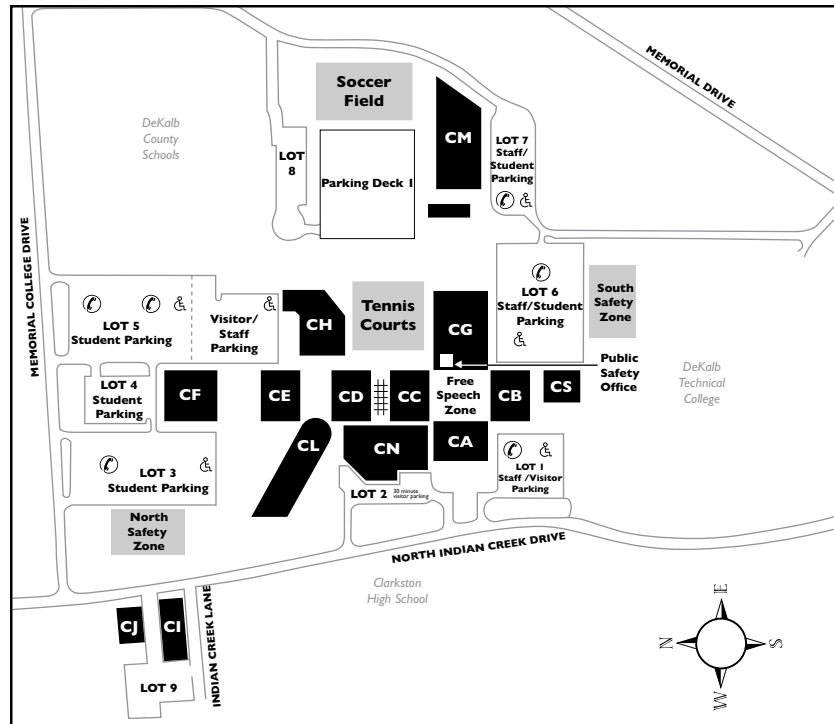 MEMORIAL DRIVE
Soccer
Field
DeKalb
County
Schools
CM
LOT 7
Staff/
Student
Parking
LOT
8
Parking Deck 1
MEMORIAL COLLEGE DRIVE
LOT 5
Student Parking
Visitor/
Staff
Parking
CH
Tennis
Courts
CG
LOT 6
Staff/Student
Parking
South
Safety
Zone
Public
Safety
Office
DeKalb
Technical
College
LOT 4
Student
Parking
CF
CE
CD
CC
Free
Speech
Zone
CB
CS
CL
CN
CA
LOT 3
Student Parking
LOT 1
Staff /Visitor
Parking
LOT 2
30 minute
visitor parking
North
Safety
Zone
NORTH INDIAN CREEK DRIVE
Clarkston
High School
CJ
CI
INDIAN CREEK LANE
LOT 9
E
N
S
W